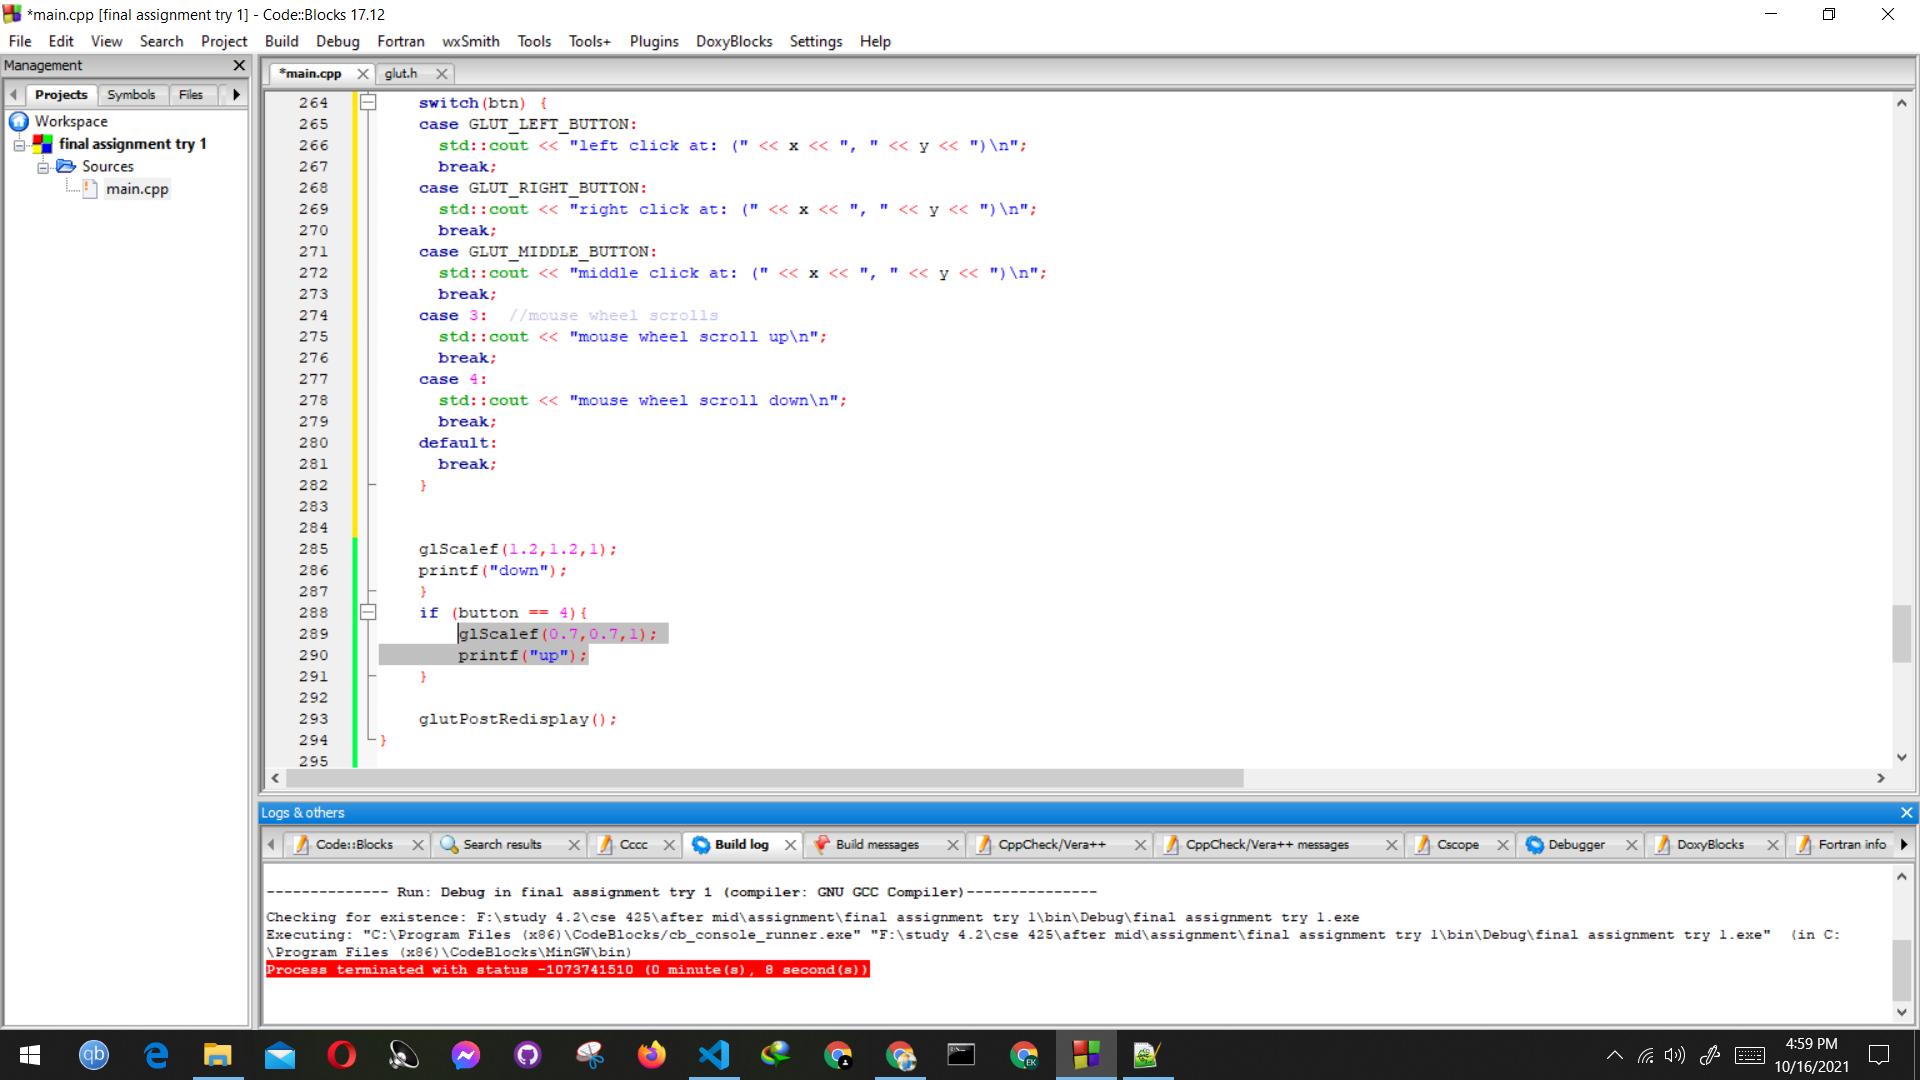 *main.cpp [final assignment try 1] - Code::Blocks 17.12
File Edit View Search Project Build Debug Fortran wxSmith Tools Tools+ Plugins DoxyBlocks Settings Help
Management
*main.cpp glut.h
Projects Symbols Files
Workspace
final assignment try 1
Sources
main.cpp
264 switch(btn) {
265 case GLUT_LEFT_BUTTON:
266 std::cout << "left click at: (" << x << ", " << y << ")\n";
267 break;
268 case GLUT_RIGHT_BUTTON:
269 std::cout << "right click at: (" << x << ", " << y << ")\n";
270 break;
271 case GLUT_MIDDLE_BUTTON:
272 std::cout << "middle click at: (" << x << ", " << y << ")\n";
273 break;
274 case 3: //mouse wheel scrolls
275 std::cout << "mouse wheel scroll up\n";
276 break;
277 case 4:
278 std::cout << "mouse wheel scroll down\n";
279 break;
280 default:
281 break;
282 }
283
284
285 glScalef(1.2,1.2,1);
286 printf("down");
287 }
288 if (button == 4){
289 glScalef(0.7,0.7,1);
290 printf("up");
291 }
292
293 glutPostRedisplay();
294 }
295
Logs & others
Code::Blocks Search results Cccc Build log Build messages CppCheck/Vera++ CppCheck/Vera++ messages Cscope Debugger DoxyBlocks Fortran info
-------------- Run: Debug in final assignment try 1 (compiler: GNU GCC Compiler)---------------
Checking for existence: F:\study 4.2\cse 425\after mid\assignment\final assignment try 1\bin\Debug\final assignment try 1.exe
Executing: "C:\Program Files (x86)\CodeBlocks/cb_console_runner.exe" "F:\study 4.2\cse 425\after mid\assignment\final assignment try 1\bin\Debug\final assignment try 1.exe" (in C:
\Program Files (x86)\CodeBlocks\MinGW\bin)
Process terminated with status -1073741510 (0 minute(s), 8 second(s))
qb
EK
4:59 PM
10/16/2021